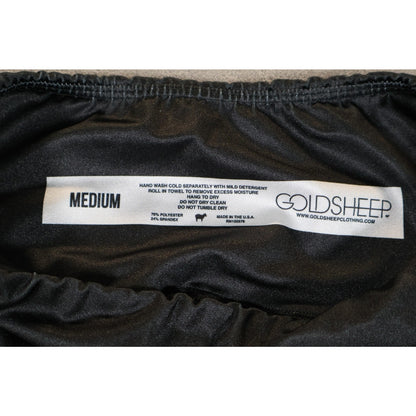 MEDIUM
HAND WASH COLD SEPARATELY WITH MILD DETERGENT
ROLL IN TOWEL TO REMOVE EXCESS MOISTURE
HANG TO DRY
DO NOT DRY CLEAN
DO NOT TUMBLE DRY
76% POLYESTER
24% SPANDEX
MADE IN THE U.S.A.
GOLDSHEEP
WWW.GOLDSHEEPCLOTHING.COM